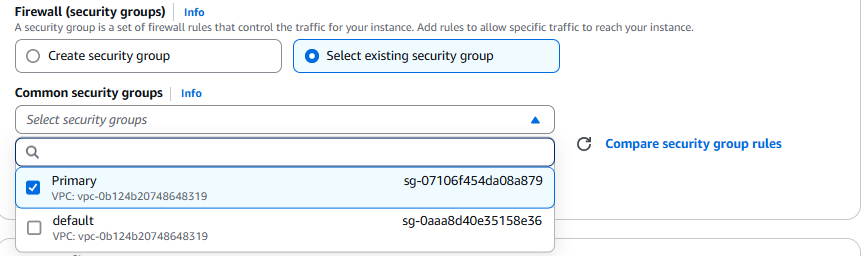 Firewall (security groups) Info
A security group is a set of firewall rules that control the traffic for your instance. Add rules to allow specific traffic to reach your instance.
Create security group
Select existing security group
Common security groups Info
Select security groups
Compare security group rules
Primary sg-07106f454da08a879
VPC: vpc-0b124b20748648319
default sg-0aaa8d40e35158e36
VPC: vpc-0b124b20748648319